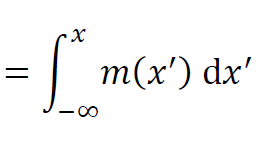 = ∫_{-∞}^{x} m(x′) dx′